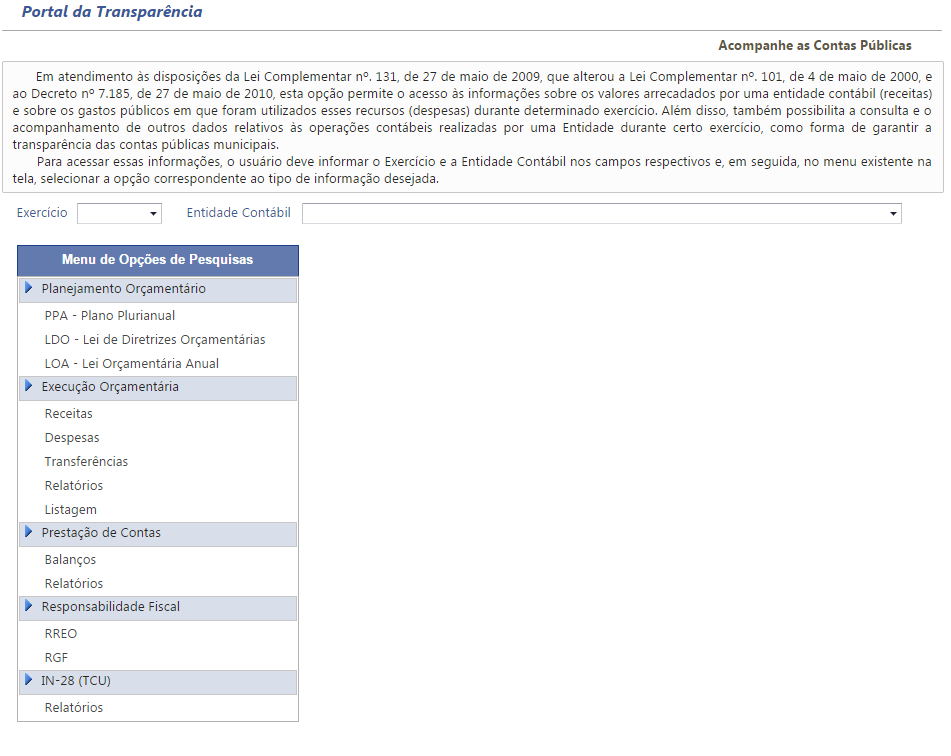 Portal da Transparência
Acompanhe as Contas Públicas
Em atendimento às disposições da Lei Complementar nº. 131, de 27 de maio de 2009, que alterou a Lei Complementar nº. 101, de 4 de maio de 2000, e
ao Decreto nº 7.185, de 27 de maio de 2010, esta opção permite o acesso às informações sobre os valores arrecadados por uma entidade contábil (receitas)
e sobre os gastos públicos em que foram utilizados esses recursos (despesas) durante determinado exercício. Além disso, também possibilita a consulta e o
acompanhamento de outros dados relativos às operações contábeis realizadas por uma Entidade durante certo exercício, como forma de garantir a
transparência das contas públicas municipais.
Para acessar essas informações, o usuário deve informar o Exercício e a Entidade Contábil nos campos respectivos e, em seguida, no menu existente na
tela, selecionar a opção correspondente ao tipo de informação desejada.
Exercício Entidade Contábil
Menu de Opções de Pesquisas
Planejamento Orçamentário
PPA - Plano Plurianual
LDO - Lei de Diretrizes Orçamentárias
LOA - Lei Orçamentária Anual
Execução Orçamentária
Receitas
Despesas
Transferências
Relatórios
Listagem
Prestação de Contas
Balanços
Relatórios
Responsabilidade Fiscal
RREO
RGF
IN-28 (TCU)
Relatórios